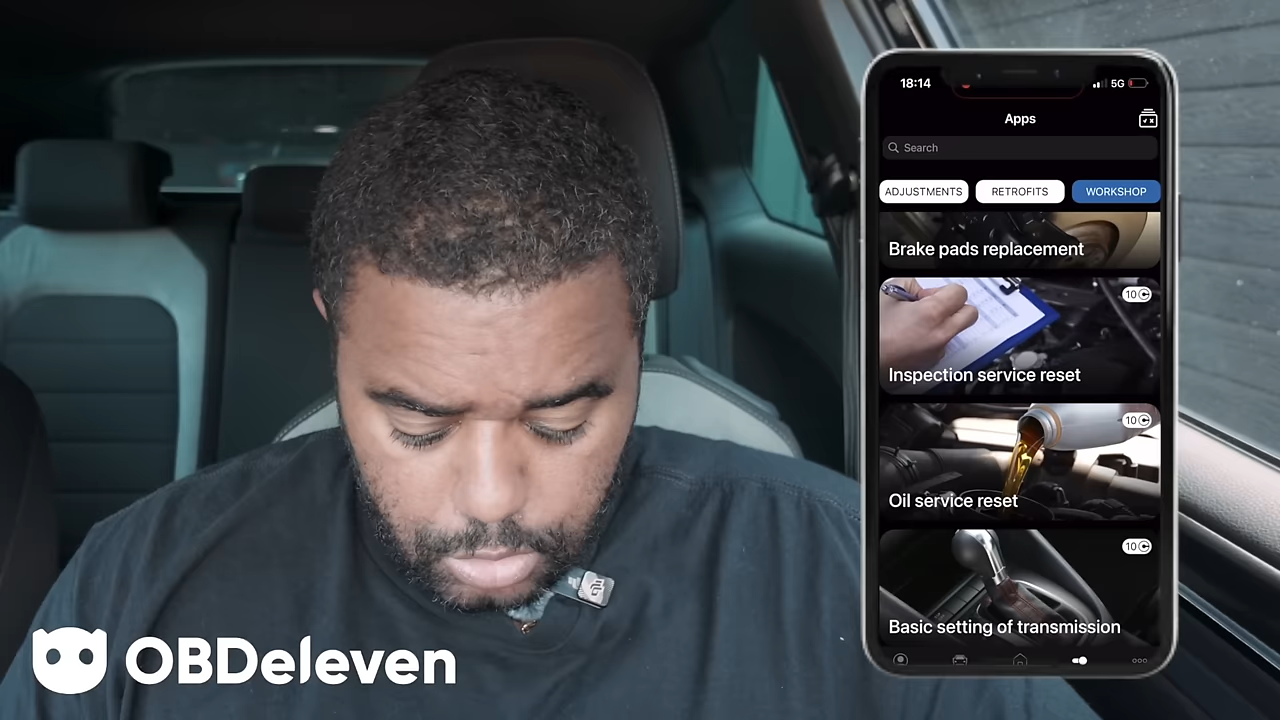 18:14
5G
Apps
Search
ADJUSTMENTS
RETROFITS
WORKSHOP
Brake pads replacement
10
Inspection service reset
10
Oil service reset
10
Basic setting of transmission
OBDeleven